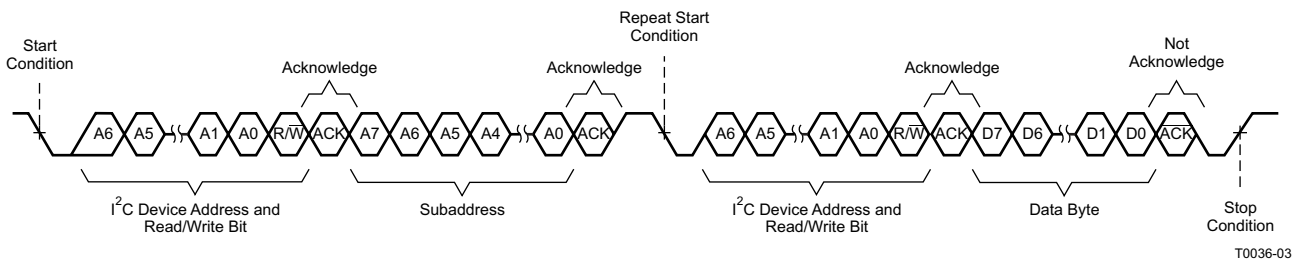 Start
Condition
Repeat Start
Condition
Not
Acknowledge
Acknowledge
Acknowledge
Acknowledge
A6 A5 A1 A0 R/W̅ ACK A7 A6 A5 A4 A0 ACK A6 A5 A1 A0 R/W̅ ACK D7 D6 D1 D0 A̅C̅K̅
I²C Device Address and
Read/Write Bit
Subaddress
I²C Device Address and
Read/Write Bit
Data Byte
Stop
Condition
T0036-03